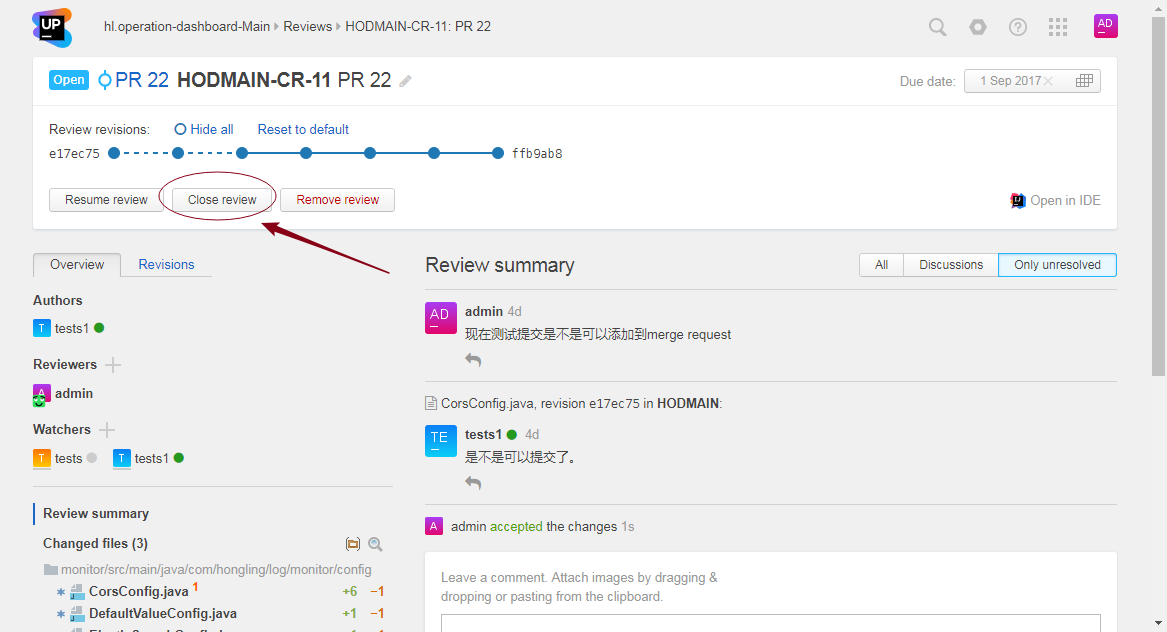 UP
hl.operation-dashboard-Main Reviews HODMAIN-CR-11: PR 22
AD
Open PR 22 HODMAIN-CR-11 PR 22
Due date: 1 Sep 2017
Review revisions: Hide all Reset to default
e17ec75 ffb9ab8
Resume review Close review Remove review
Open in IDE
Overview Revisions
Authors
T tests1
Reviewers
A admin
Watchers
T tests T tests1
Review summary
Changed files (3)
monitor/src/main/java/com/hongling/log/monitor/config
CorsConfig.java 1 +6 −1
DefaultValueConfig.java +1 −1
Review summary
All Discussions Only unresolved
AD admin 4d
现在测试提交是不是可以添加到merge request
CorsConfig.java, revision e17ec75 in HODMAIN:
TE tests1 4d
是不是可以提交了。
A admin accepted the changes 1s
Leave a comment. Attach images by dragging &
dropping or pasting from the clipboard.